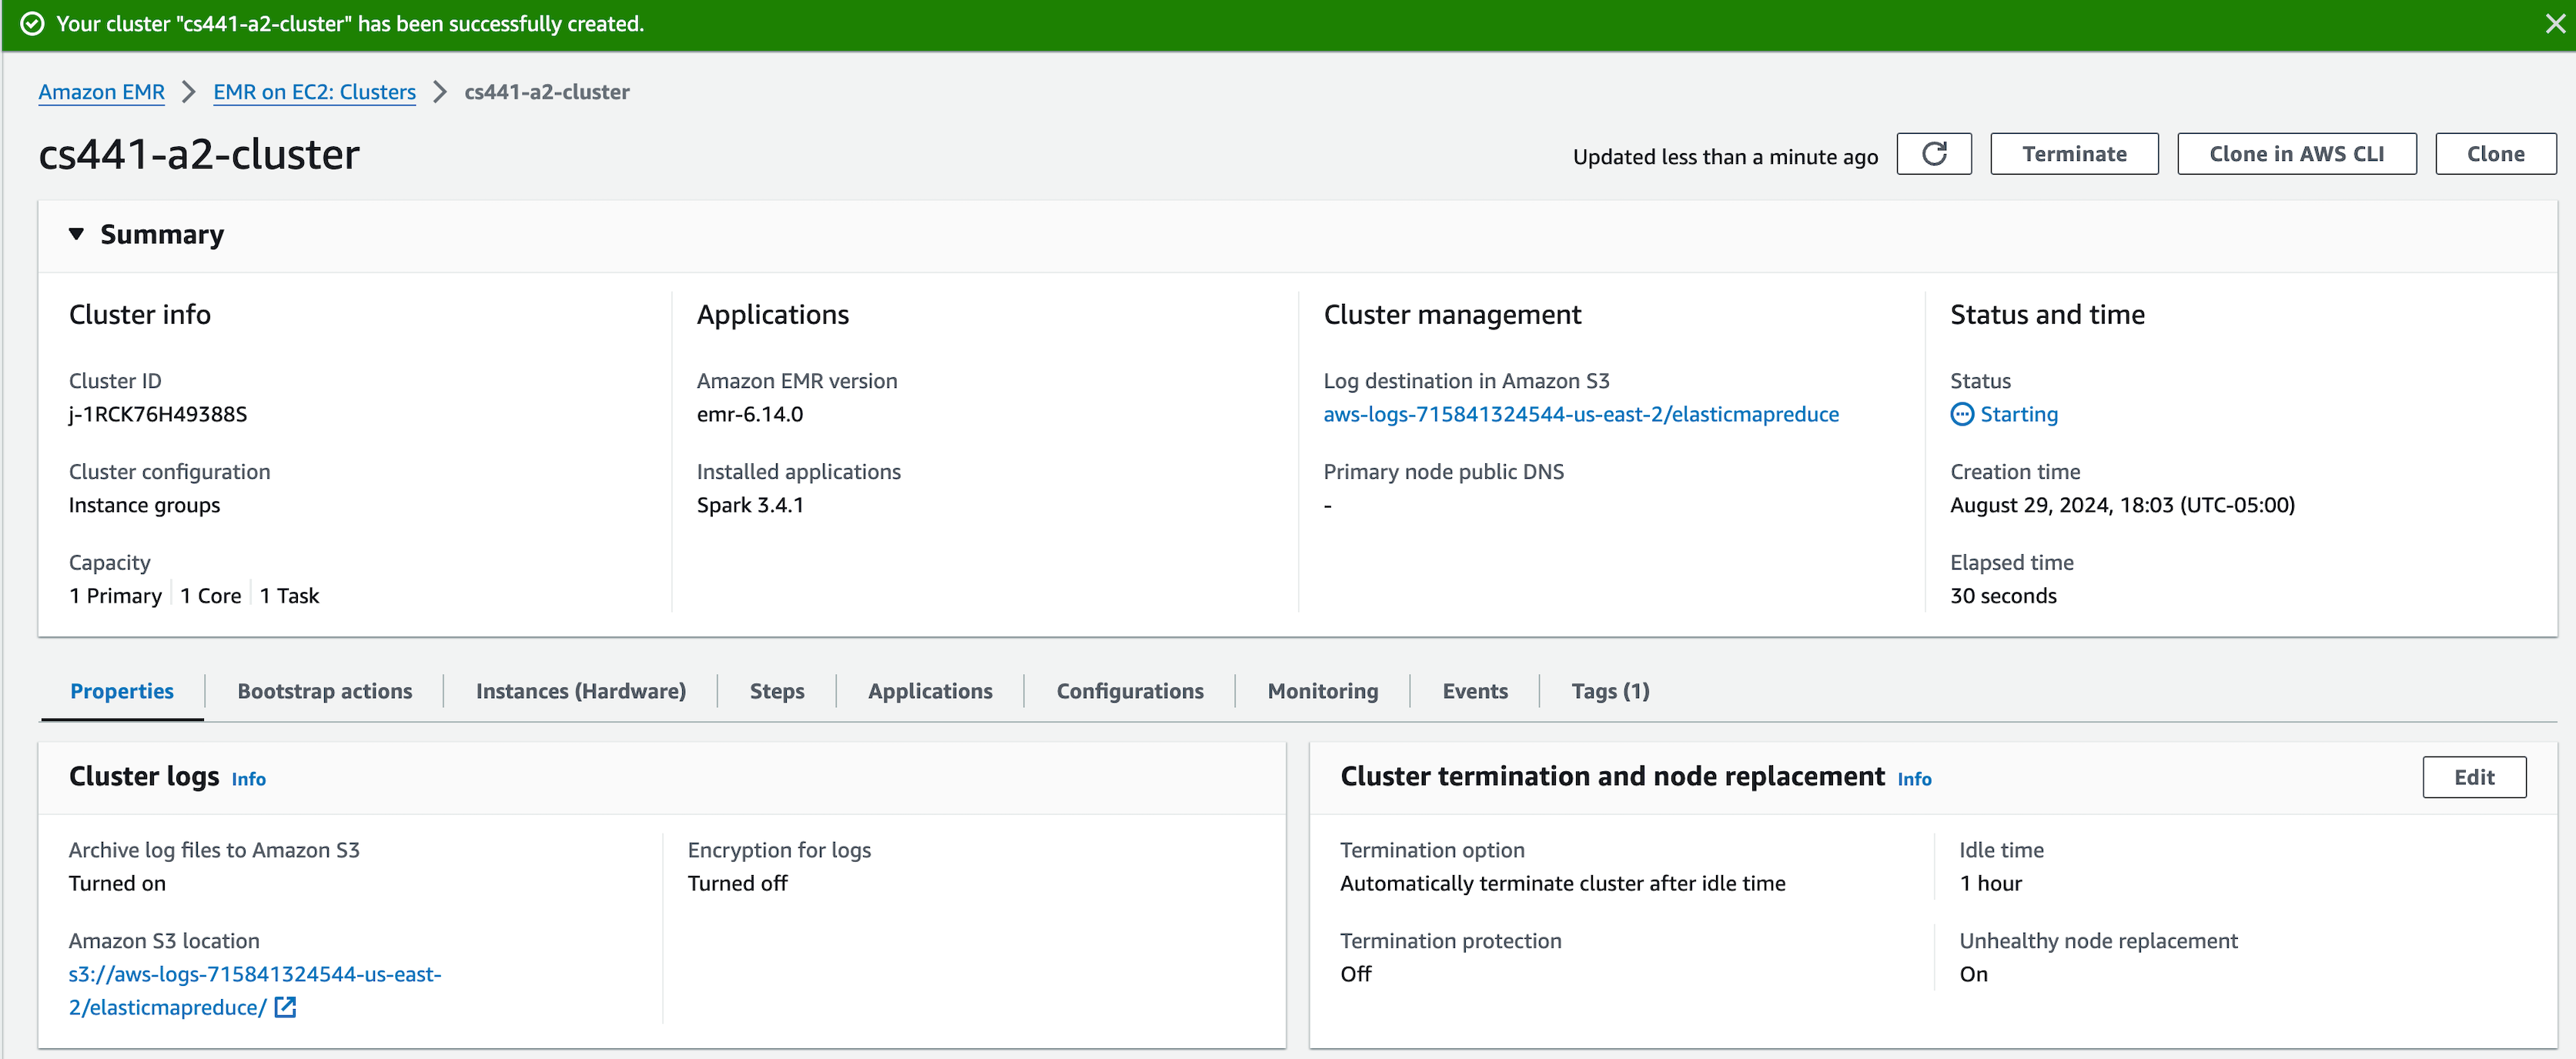 Your cluster "cs441-a2-cluster" has been successfully created.
Amazon EMR
EMR on EC2: Clusters
cs441-a2-cluster
cs441-a2-cluster
Updated less than a minute ago
Terminate
Clone in AWS CLI
Clone
Summary
Cluster info
Cluster ID
j-1RCK76H49388S
Cluster configuration
Instance groups
Capacity
1 Primary
1 Core
1 Task
Applications
Amazon EMR version
emr-6.14.0
Installed applications
Spark 3.4.1
Cluster management
Log destination in Amazon S3
aws-logs-715841324544-us-east-2/elasticmapreduce
Primary node public DNS
-
Status and time
Status
Starting
Creation time
August 29, 2024, 18:03 (UTC-05:00)
Elapsed time
30 seconds
Properties
Bootstrap actions
Instances (Hardware)
Steps
Applications
Configurations
Monitoring
Events
Tags (1)
Cluster logs Info
Archive log files to Amazon S3
Turned on
Amazon S3 location
s3://aws-logs-715841324544-us-east-
2/elasticmapreduce/
Encryption for logs
Turned off
Cluster termination and node replacement Info
Edit
Termination option
Automatically terminate cluster after idle time
Termination protection
Off
Idle time
1 hour
Unhealthy node replacement
On